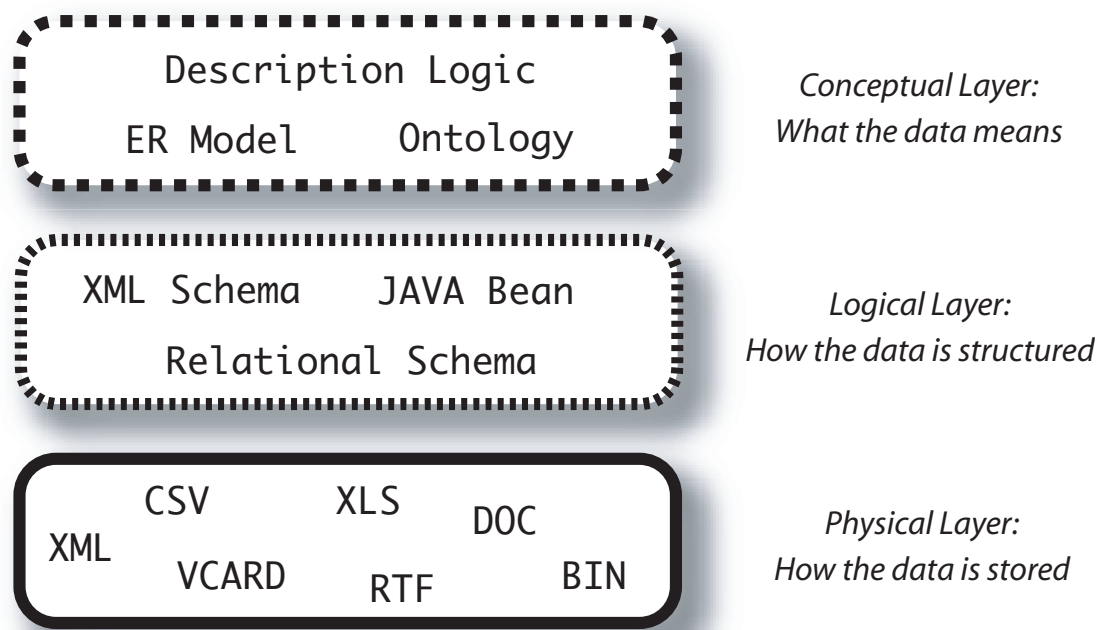 Description Logic
ER Model Ontology
Conceptual Layer:
What the data means
XML Schema JAVA Bean
Relational Schema
Logical Layer:
How the data is structured
CSV XLS DOC
XML VCARD RTF BIN
Physical Layer:
How the data is stored